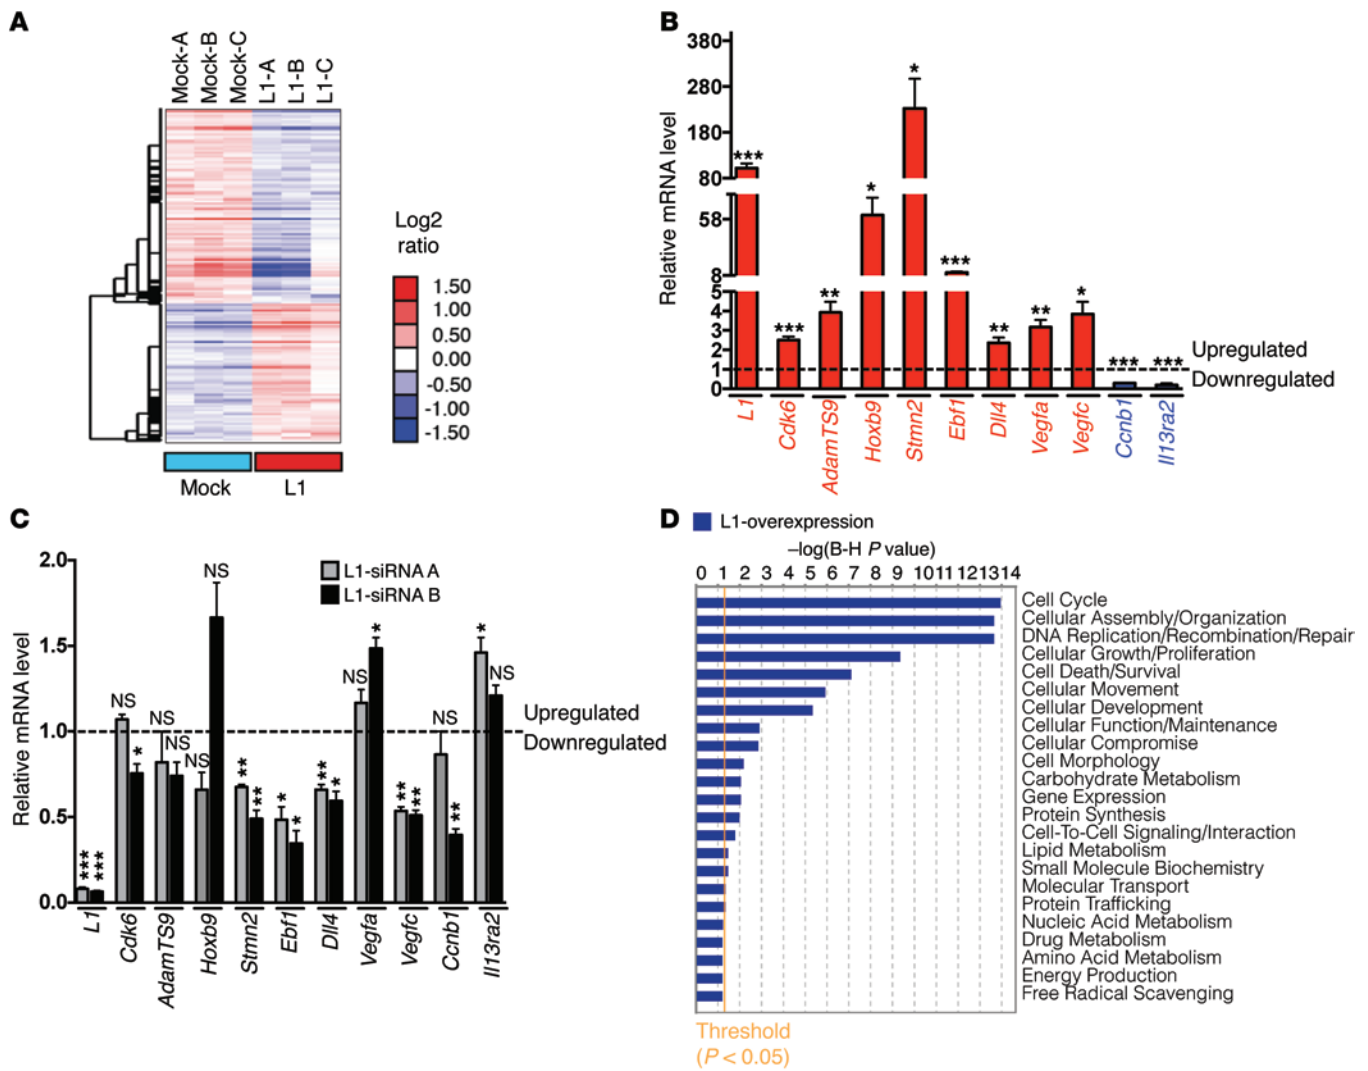 A
Mock-A
Mock-B
Mock-C
L1-A
L1-B
L1-C
Log2
ratio
1.50
1.00
0.50
0.00
-0.50
-1.00
-1.50
Mock
L1
B
Relative mRNA level
380
280
180
80
58
8
5
4
3
2
1
0
***
***
**
*
*
***
**
**
*
***
***
Upregulated
Downregulated
L1
Cdk6
AdamTS9
Hoxb9
Stmn2
Ebf1
Dll4
Vegfa
Vegfc
Ccnb1
Il13ra2
C
Relative mRNA level
2.0
1.5
1.0
0.5
0.0
L1-siRNA A
L1-siRNA B
***
***
NS
*
NS
NS
NS
NS
**
**
*
*
**
*
NS
*
**
**
NS
**
*
NS
Upregulated
Downregulated
L1
Cdk6
AdamTS9
Hoxb9
Stmn2
Ebf1
Dll4
Vegfa
Vegfc
Ccnb1
Il13ra2
D
L1-overexpression
–log(B-H P value)
0 1 2 3 4 5 6 7 8 9 10 11 12 13 14
Cell Cycle
Cellular Assembly/Organization
DNA Replication/Recombination/Repair
Cellular Growth/Proliferation
Cell Death/Survival
Cellular Movement
Cellular Development
Cellular Function/Maintenance
Cellular Compromise
Cell Morphology
Carbohydrate Metabolism
Gene Expression
Protein Synthesis
Cell-To-Cell Signaling/Interaction
Lipid Metabolism
Small Molecule Biochemistry
Molecular Transport
Protein Trafficking
Nucleic Acid Metabolism
Drug Metabolism
Amino Acid Metabolism
Energy Production
Free Radical Scavenging
Threshold
(P < 0.05)